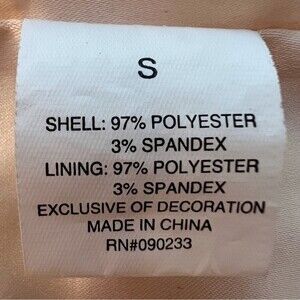 S
SHELL: 97% POLYESTER
3% SPANDEX
LINING: 97% POLYESTER
3% SPANDEX
EXCLUSIVE OF DECORATION
MADE IN CHINA
RN#090233